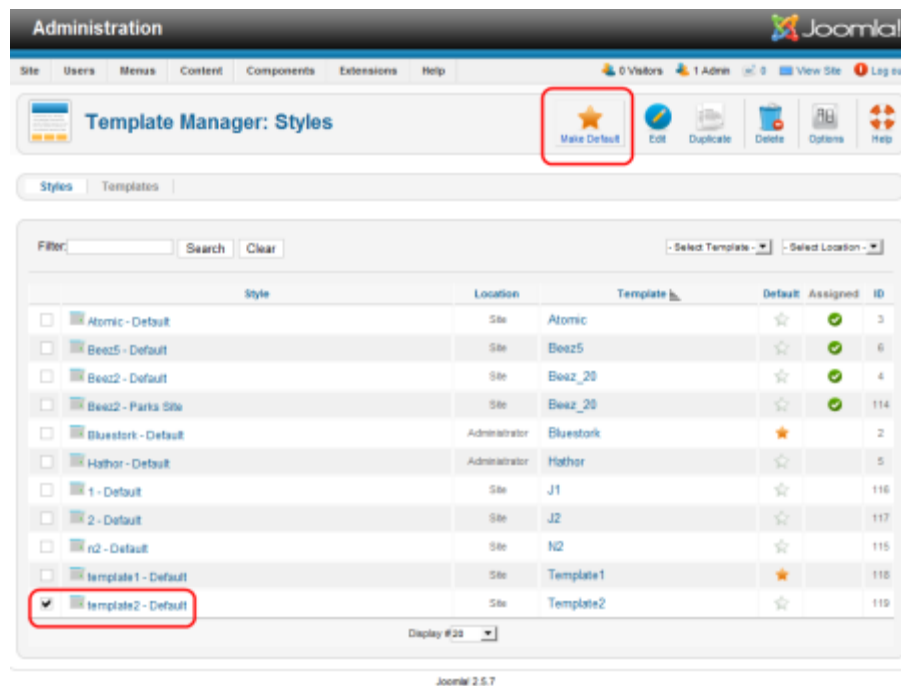 Administration Joomla!
Site Users Menus Content Components Extensions Help 0 Visitors 1 Admin 0 View Site Log ou
Template Manager: Styles Make Default Edit Duplicate Delete Options Help
Styles Templates
Filter: Search Clear - Select Template - - Select Location -
Style Location Template Default Assigned ID
Atomic - Default Site Atomic 3
Beez5 - Default Site Beez5 6
Beez2 - Default Site Beez_20 4
Beez2 - Parks Site Site Beez_20 114
Bluestork - Default Administrator Bluestork 2
Hathor - Default Administrator Hathor 5
1 - Default Site J1 116
2 - Default Site J2 117
n2 - Default Site N2 115
template1 - Default Site Template1 118
template2 - Default Site Template2 119
Display #20
Joomla! 2.5.7